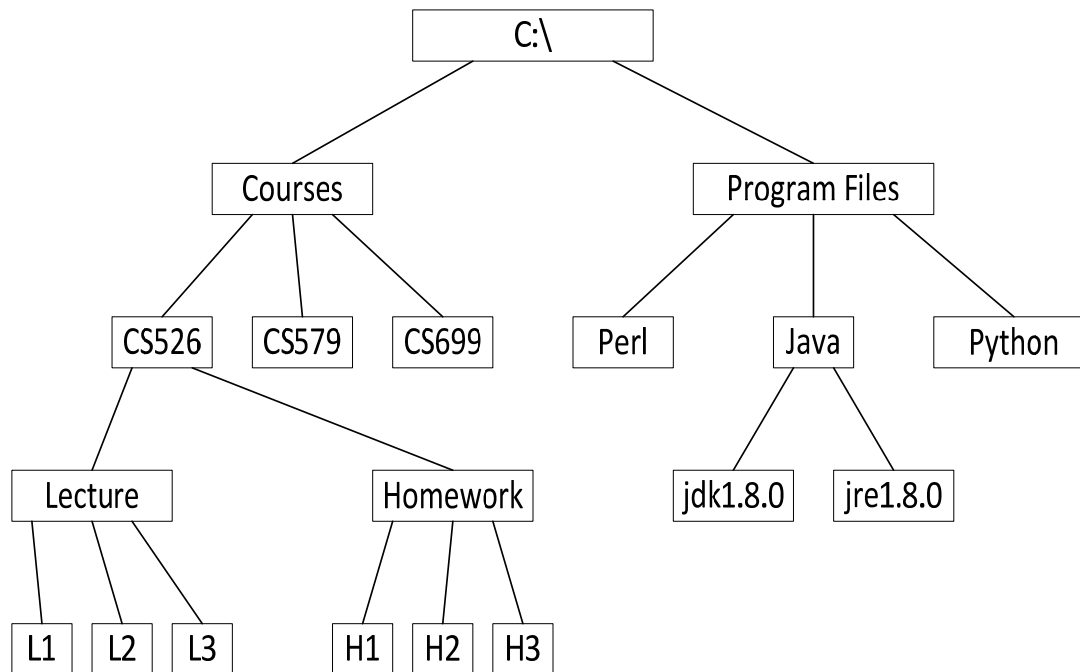 C:\
Courses
Program Files
CS526
CS579
CS699
Perl
Java
Python
Lecture
Homework
jdk1.8.0
jre1.8.0
L1
L2
L3
H1
H2
H3